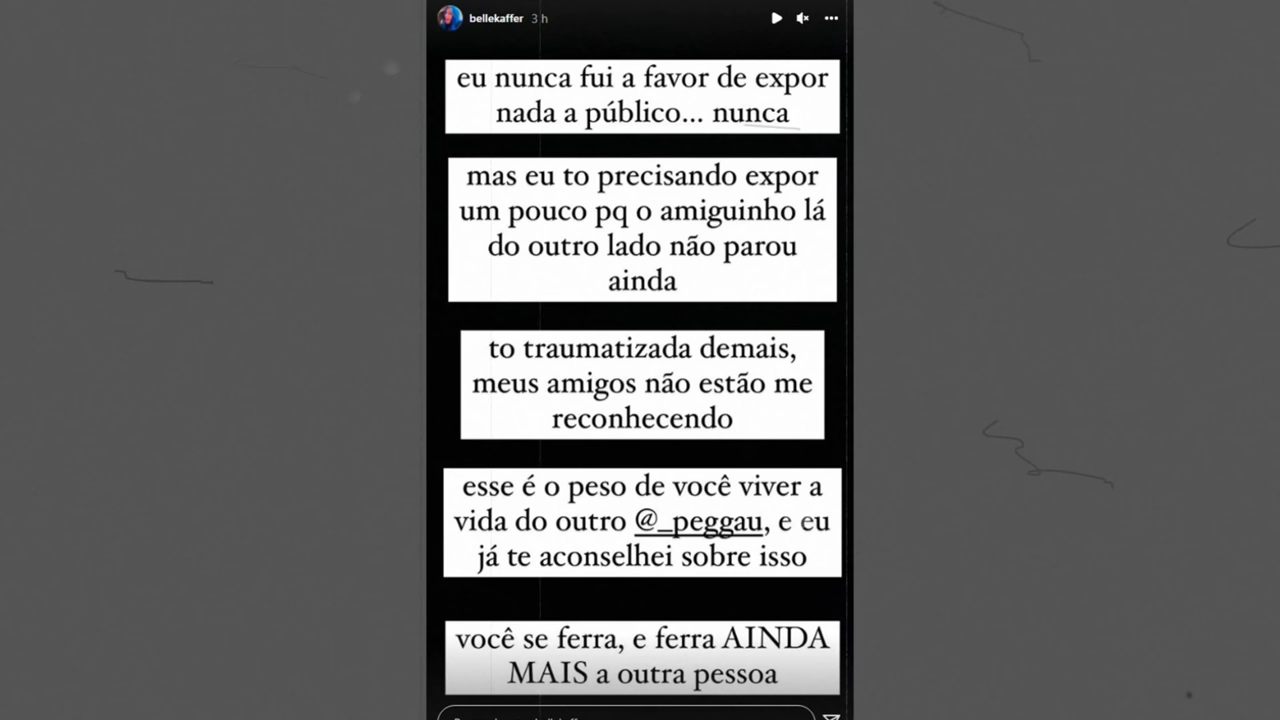 bellekaffer 3 h
eu nunca fui a favor de expor
nada a público... nunca
mas eu to precisando expor
um pouco pq o amiguinho lá
do outro lado não parou
ainda
to traumatizada demais,
meus amigos não estão me
reconhecendo
esse é o peso de você viver a
vida do outro @_peggau, e eu
já te aconselhei sobre isso
você se ferra, e ferra AINDA
MAIS a outra pessoa